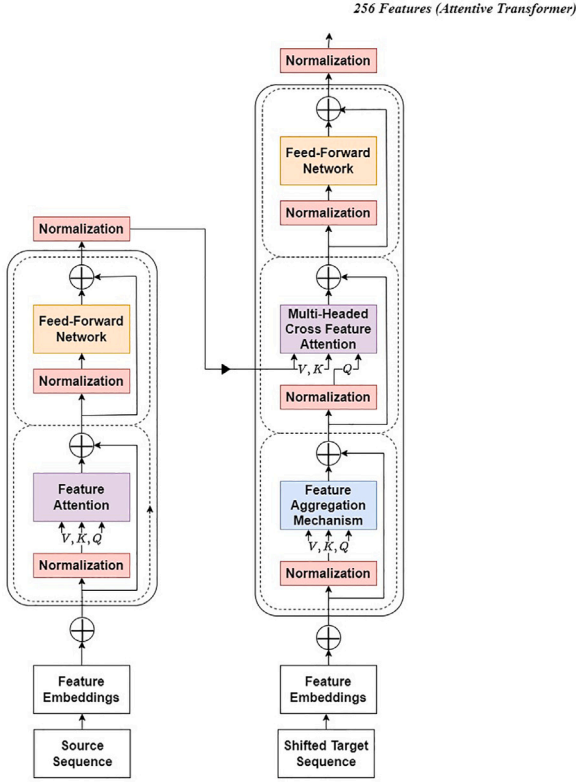 256 Features (Attentive Transformer)
Normalization
Feed-Forward
Network
Normalization
Multi-Headed
Cross Feature
Attention
V, K
Q
Normalization
Feature
Aggregation
Mechanism
V, K, Q
Normalization
Feature
Embeddings
Shifted Target
Sequence
Normalization
Feed-Forward
Network
Normalization
Feature
Attention
V, K, Q
Normalization
Feature
Embeddings
Source
Sequence